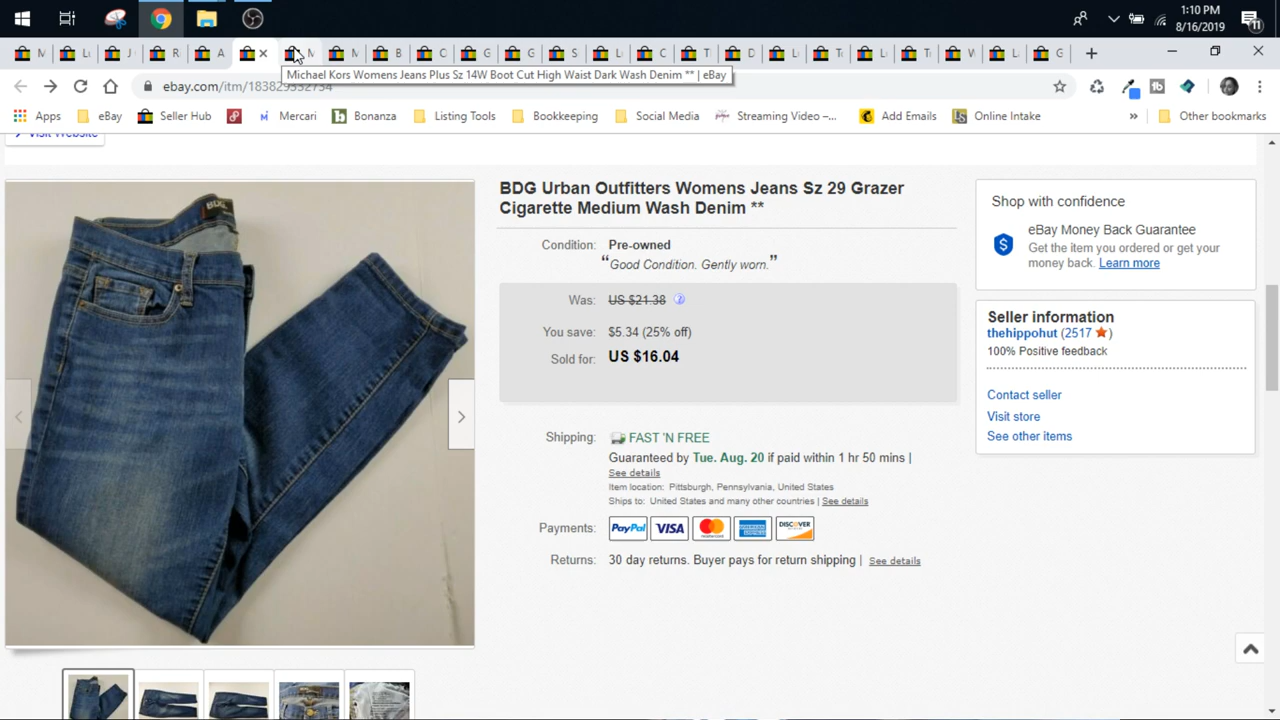 1:10 PM
8/16/2019
11
M
L
J
R
A
M
M
B
C
G
G
S
L
C
T
D
L
T
L
T
W
L
G
Michael Kors Womens Jeans Plus Sz 14W Boot Cut High Waist Dark Wash Denim ** | eBay
ebay.com/itm/183829332734
Apps
eBay
Seller Hub
Mercari
Bonanza
Listing Tools
Bookkeeping
Social Media
Streaming Video –...
Add Emails
Online Intake
»
Other bookmarks
Visit Website
BDG Urban Outfitters Womens Jeans Sz 29 Grazer
Cigarette Medium Wash Denim **
Condition: Pre-owned
“Good Condition. Gently worn.”
Was: US $21.38
You save: $5.34 (25% off)
Sold for: US $16.04
Shipping: FAST 'N FREE
Guaranteed by Tue. Aug. 20 if paid within 1 hr 50 mins |
See details
Item location: Pittsburgh, Pennsylvania, United States
Ships to: United States and many other countries | See details
Payments: PayPal VISA MasterCard AMERICAN EXPRESS DISCOVER
Returns: 30 day returns. Buyer pays for return shipping | See details
Shop with confidence
eBay Money Back Guarantee
Get the item you ordered or get your
money back. Learn more
Seller information
thehippohut (2517 ★)
100% Positive feedback
Contact seller
Visit store
See other items
BDG